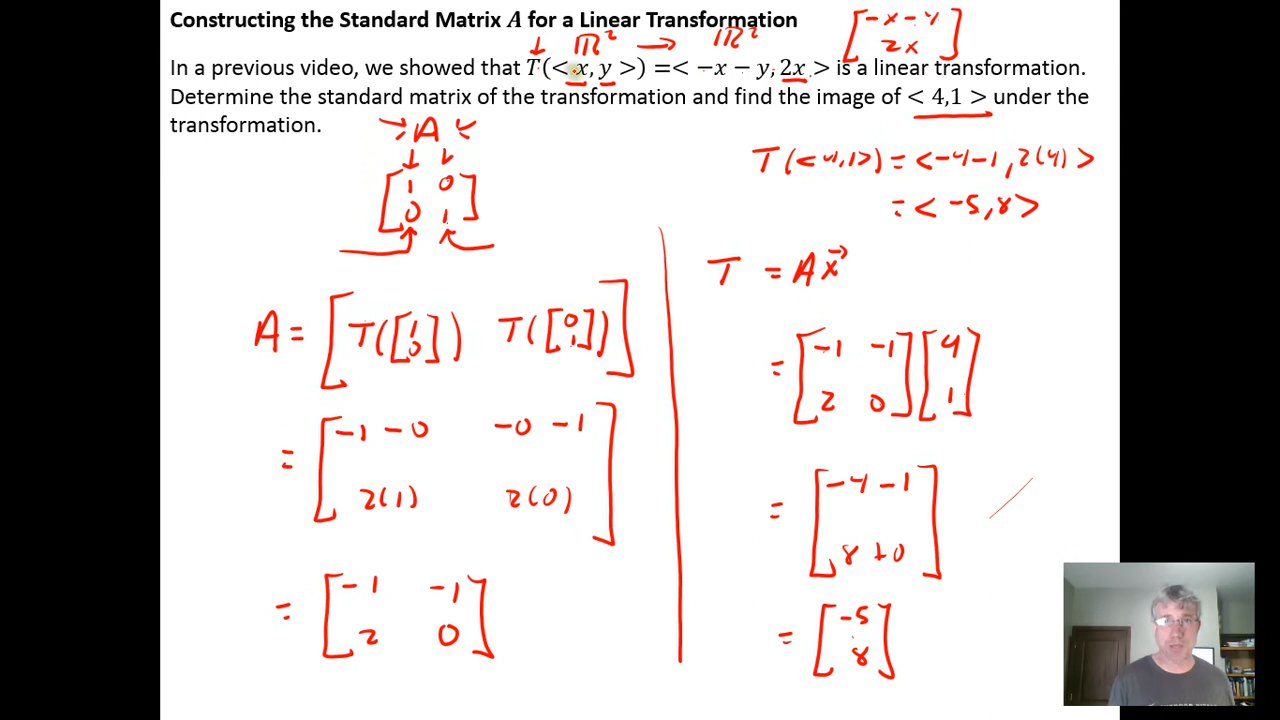 Constructing the Standard Matrix A for a Linear Transformation
↓ ℝ² → ℝ²
[-x - y
2x]
In a previous video, we showed that T(< x, y >) =< −x − y, 2x > is a linear transformation.
Determine the standard matrix of the transformation and find the image of < 4,1 > under the
transformation.
→ A ←
↓ ↓
[1 0
0 1]
T(<4,1>) = <-4-1, 2(4)>
= <-5, 8>
A = [T([1 0]) T([0 1])]
= [-1 - 0 -0 - 1
2(1) 2(0)]
= [-1 -1
2 0]
T = Ax⃗
= [-1 -1
2 0] [4
1]
= [-4 - 1
8 + 0]
= [-5
8]